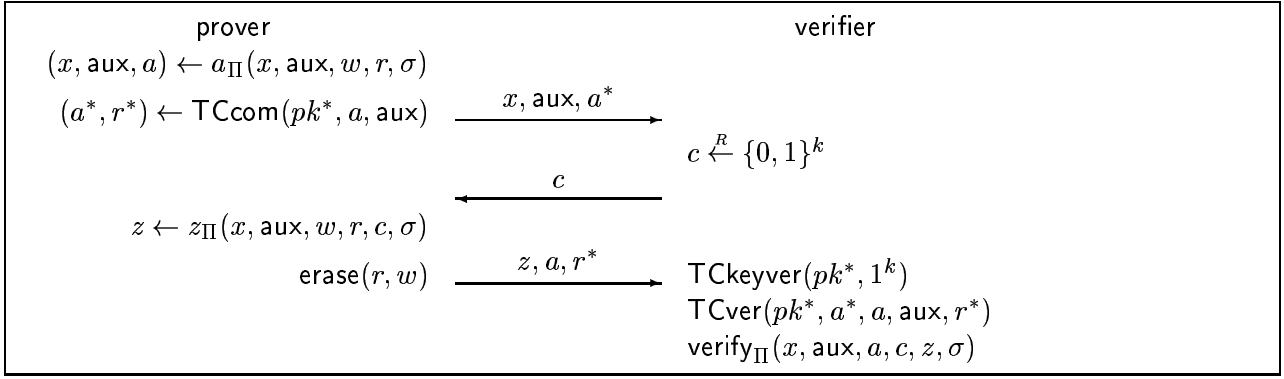 prover verifier
(x, aux, a) ← a_Π(x, aux, w, r, σ)
(a*, r*) ← TCcom(pk*, a, aux) x, aux, a*
c ←^R {0, 1}^k
c
z ← z_Π(x, aux, w, r, c, σ)
erase(r, w) z, a, r* TCkeyver(pk*, 1^k)
TCver(pk*, a*, a, aux, r*)
verify_Π(x, aux, a, c, z, σ)